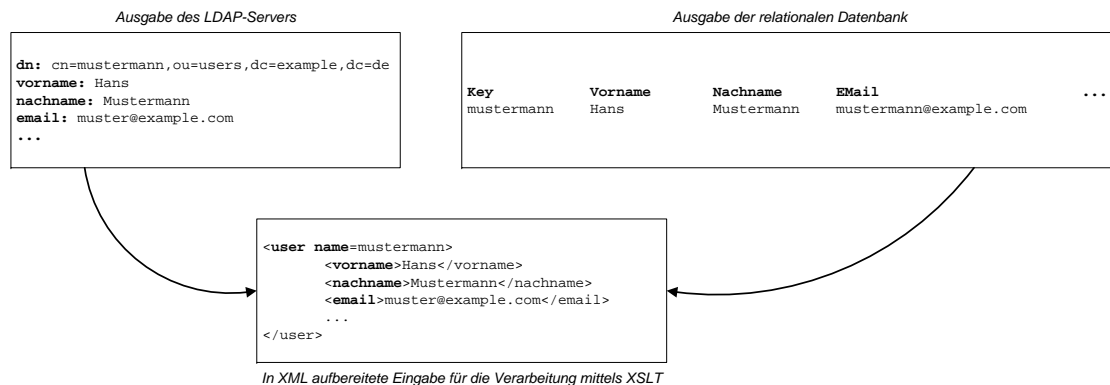 Ausgabe des LDAP-Servers
dn: cn=mustermann,ou=users,dc=example,dc=de
vorname: Hans
nachname: Mustermann
email: muster@example.com
...
Ausgabe der relationalen Datenbank
Key Vorname Nachname EMail ...
mustermann Hans Mustermann mustermann@example.com
<user name=mustermann>
<vorname>Hans</vorname>
<nachname>Mustermann</nachname>
<email>muster@example.com</email>
...
</user>
In XML aufbereitete Eingabe für die Verarbeitung mittels XSLT